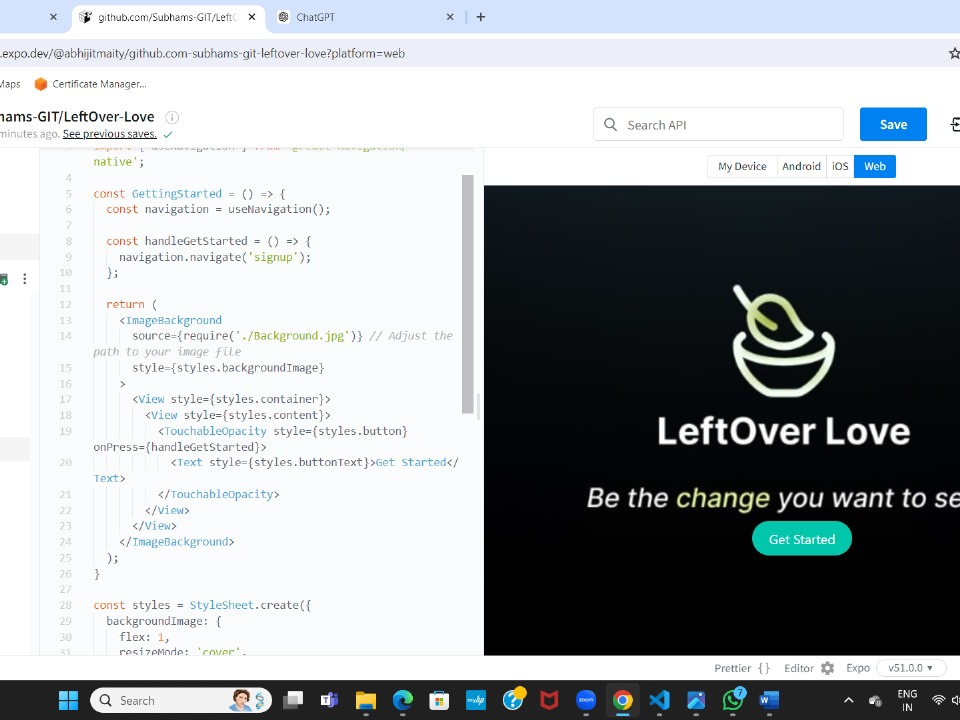 github.com/Subhams-GIT/Left
ChatGPT
.expo.dev/@abhijitmaity/github.com-subhams-git-leftover-love?platform=web
Maps
Certificate Manager...
hams-GIT/LeftOver-Love
minutes ago. See previous saves.
Search API
Save
My Device
Android
iOS
Web
native';
4
5 const GettingStarted = () => {
6 const navigation = useNavigation();
7
8 const handleGetStarted = () => {
9 navigation.navigate('signup');
10 };
11
12 return (
13 <ImageBackground
14 source={require('./Background.jpg')} // Adjust the
path to your image file
15 style={styles.backgroundImage}
16 >
17 <View style={styles.container}>
18 <View style={styles.content}>
19 <TouchableOpacity style={styles.button}
onPress={handleGetStarted}>
20 <Text style={styles.buttonText}>Get Started</
Text>
21 </TouchableOpacity>
22 </View>
23 </View>
24 </ImageBackground>
25 );
26 }
27
28 const styles = StyleSheet.create({
29 backgroundImage: {
30 flex: 1,
31 resizeMode: 'cover',
LeftOver Love
Be the change you want to se
Get Started
Prettier { }
Editor
Expo
v51.0.0
Search
7
ENG
IN